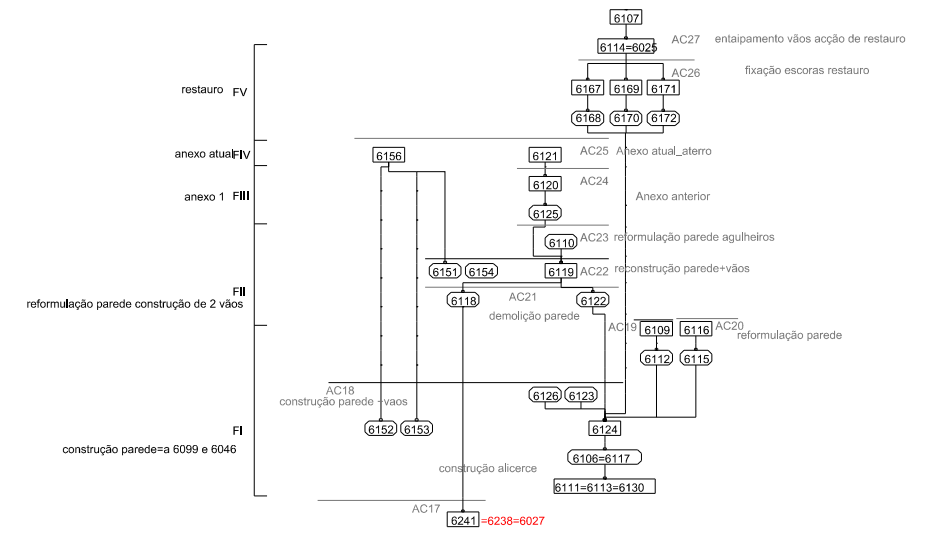 6107
AC27 entaipamento vãos acção de restauro
6114=6025
AC26 fixação escoras restauro
restauro FV
6167 6169 6171
6168 6170 6172
anexo atual FIV
6156 6121 AC25 Anexo atual_aterro
6120 AC24
anexo 1 FIII
Anexo anterior
6125
6110 AC23 reformulação parede agulheiros
6151 6154 6119 AC22 reconstrução parede+vãos
FII
reformulação parede construção de 2 vãos
6118 AC21 6122
demolição parede
AC19 6109 6116 AC20
reformulação parede
6112 6115
AC18
construção parede +vaos
6126 6123
6152 6153 6124
FI
construção parede=a 6099 e 6046
6106=6117
construção alicerce
6111=6113=6130
AC17
6241 =6238=6027